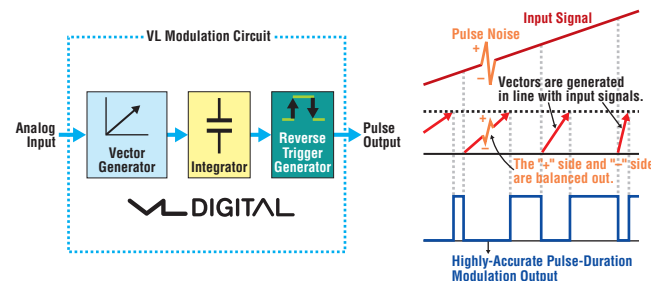 VL Modulation Circuit
Analog
Input
Vector
Generator
Integrator
Reverse
Trigger
Generator
Pulse
Output
VL DIGITAL
Input Signal
Pulse Noise
+
−
Vectors are generated
in line with input signals.
+
−
The "+" side and "−" side
are balanced out.
Highly-Accurate Pulse-Duration
Modulation Output